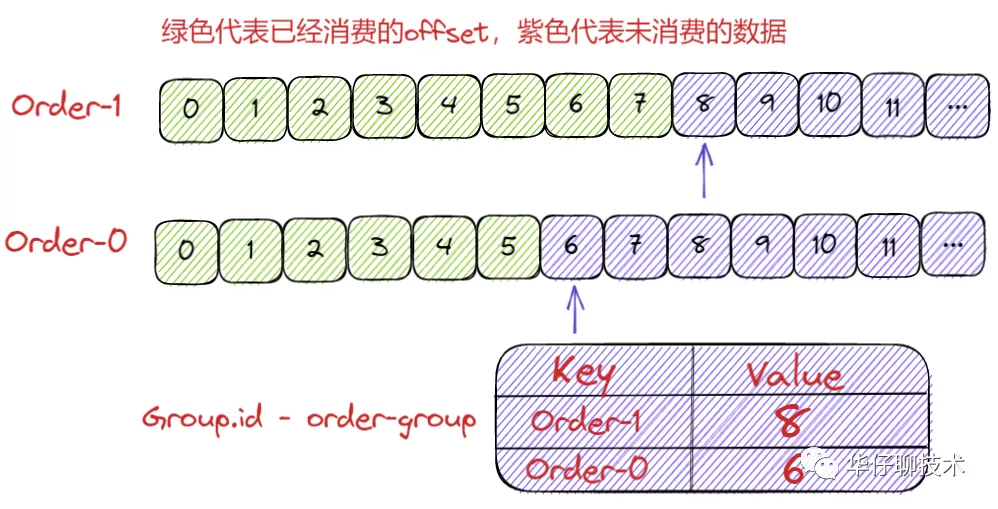 绿色代表已经消费的offset，紫色代表未消费的数据
Order-1 0 1 2 3 4 5 6 7 8 9 10 11 ...
Order-0 0 1 2 3 4 5 6 7 8 9 10 11 ...
Key Value
Group.id - order-group
Order-1 8
Order-0 6
华仔聊技术